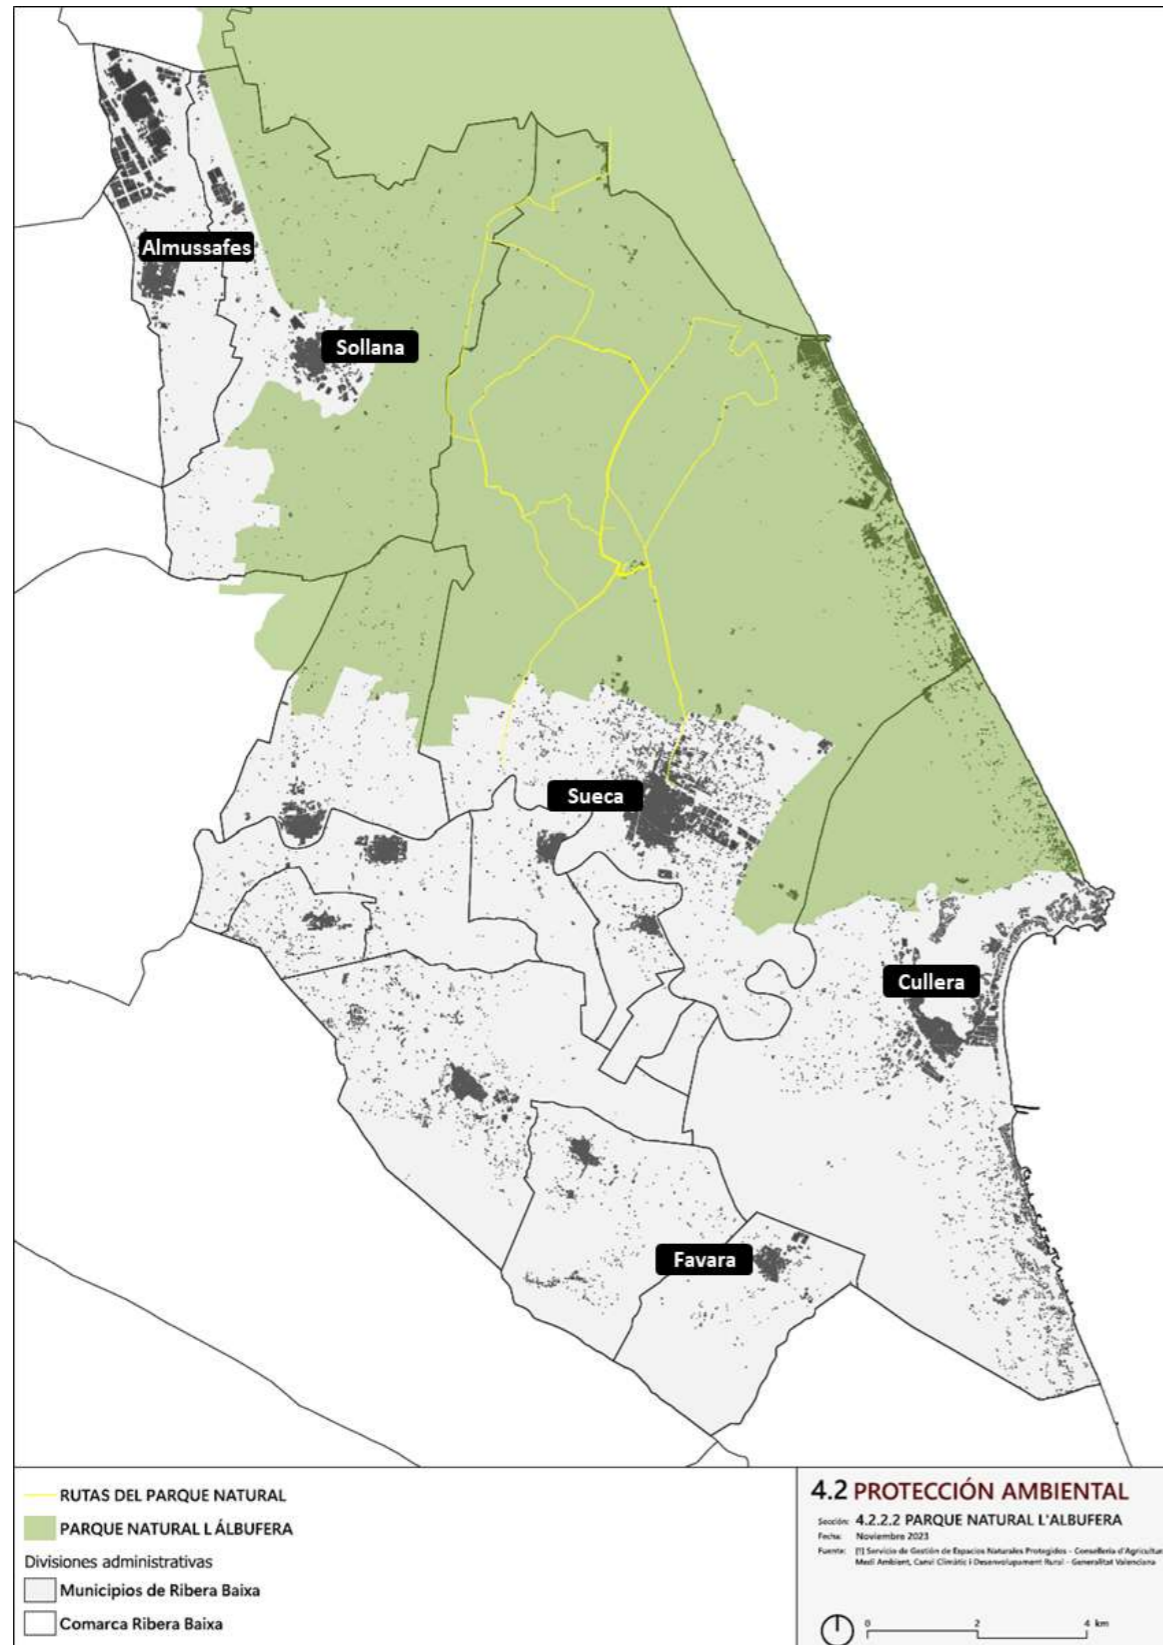 Almussafes
Sollana
Sueca
Cullera
Favara
RUTAS DEL PARQUE NATURAL
PARQUE NATURAL L ÁLBUFERA
Divisiones administrativas
Municipios de Ribera Baixa
Comarca Ribera Baixa
4.2 PROTECCIÓN AMBIENTAL
Sección: 4.2.2.2 PARQUE NATURAL L'ALBUFERA
Fecha: Noviembre 2023
Fuente: [1] Servicio de Gestión de Espacios Naturales Protegidos - Conselleria d'Agricultur
Medi Ambient, Canvi Climàtic i Desenvolupament Rural - Generalitat Valenciana
0 2 4 km